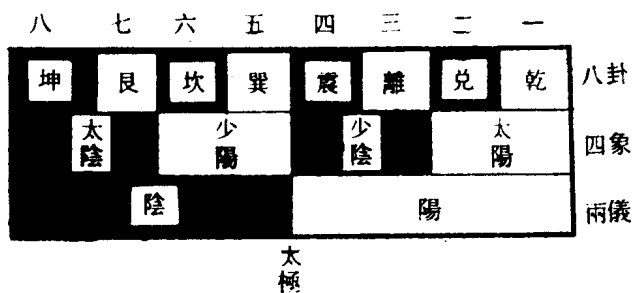 八 七 六 五 四 三 二 一
坤 艮 坎 巽 震 離 兌 乾 八卦
太陰 少陽 少陰 太陽 四象
陰 陽 兩儀
太極